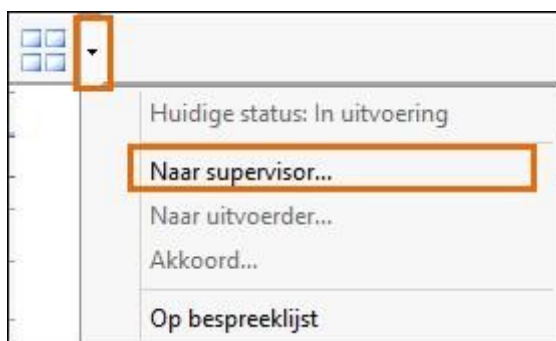 Huidige status: In uitvoering
Naar supervisor...
Naar uitvoerder...
Akkoord...
Op bespreeklijst